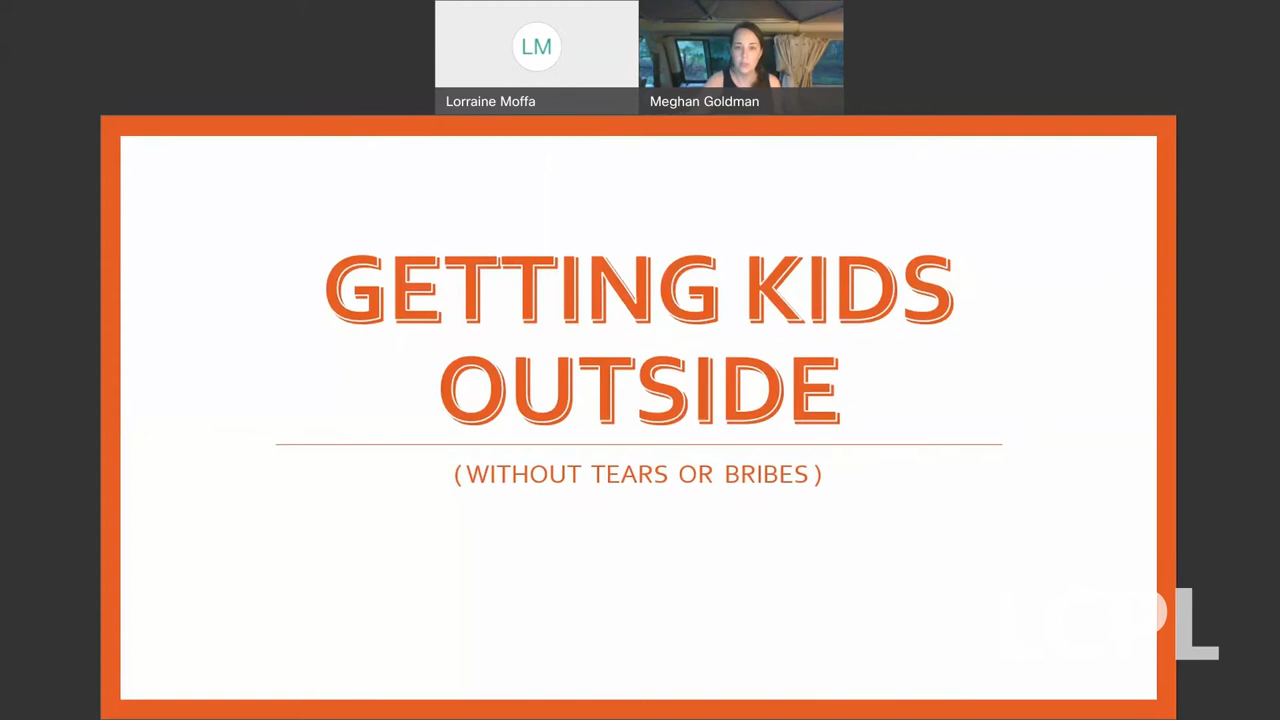 LM
Lorraine Moffa
Meghan Goldman
GETTING KIDS
OUTSIDE
(WITHOUT TEARS OR BRIBES)
LCPL